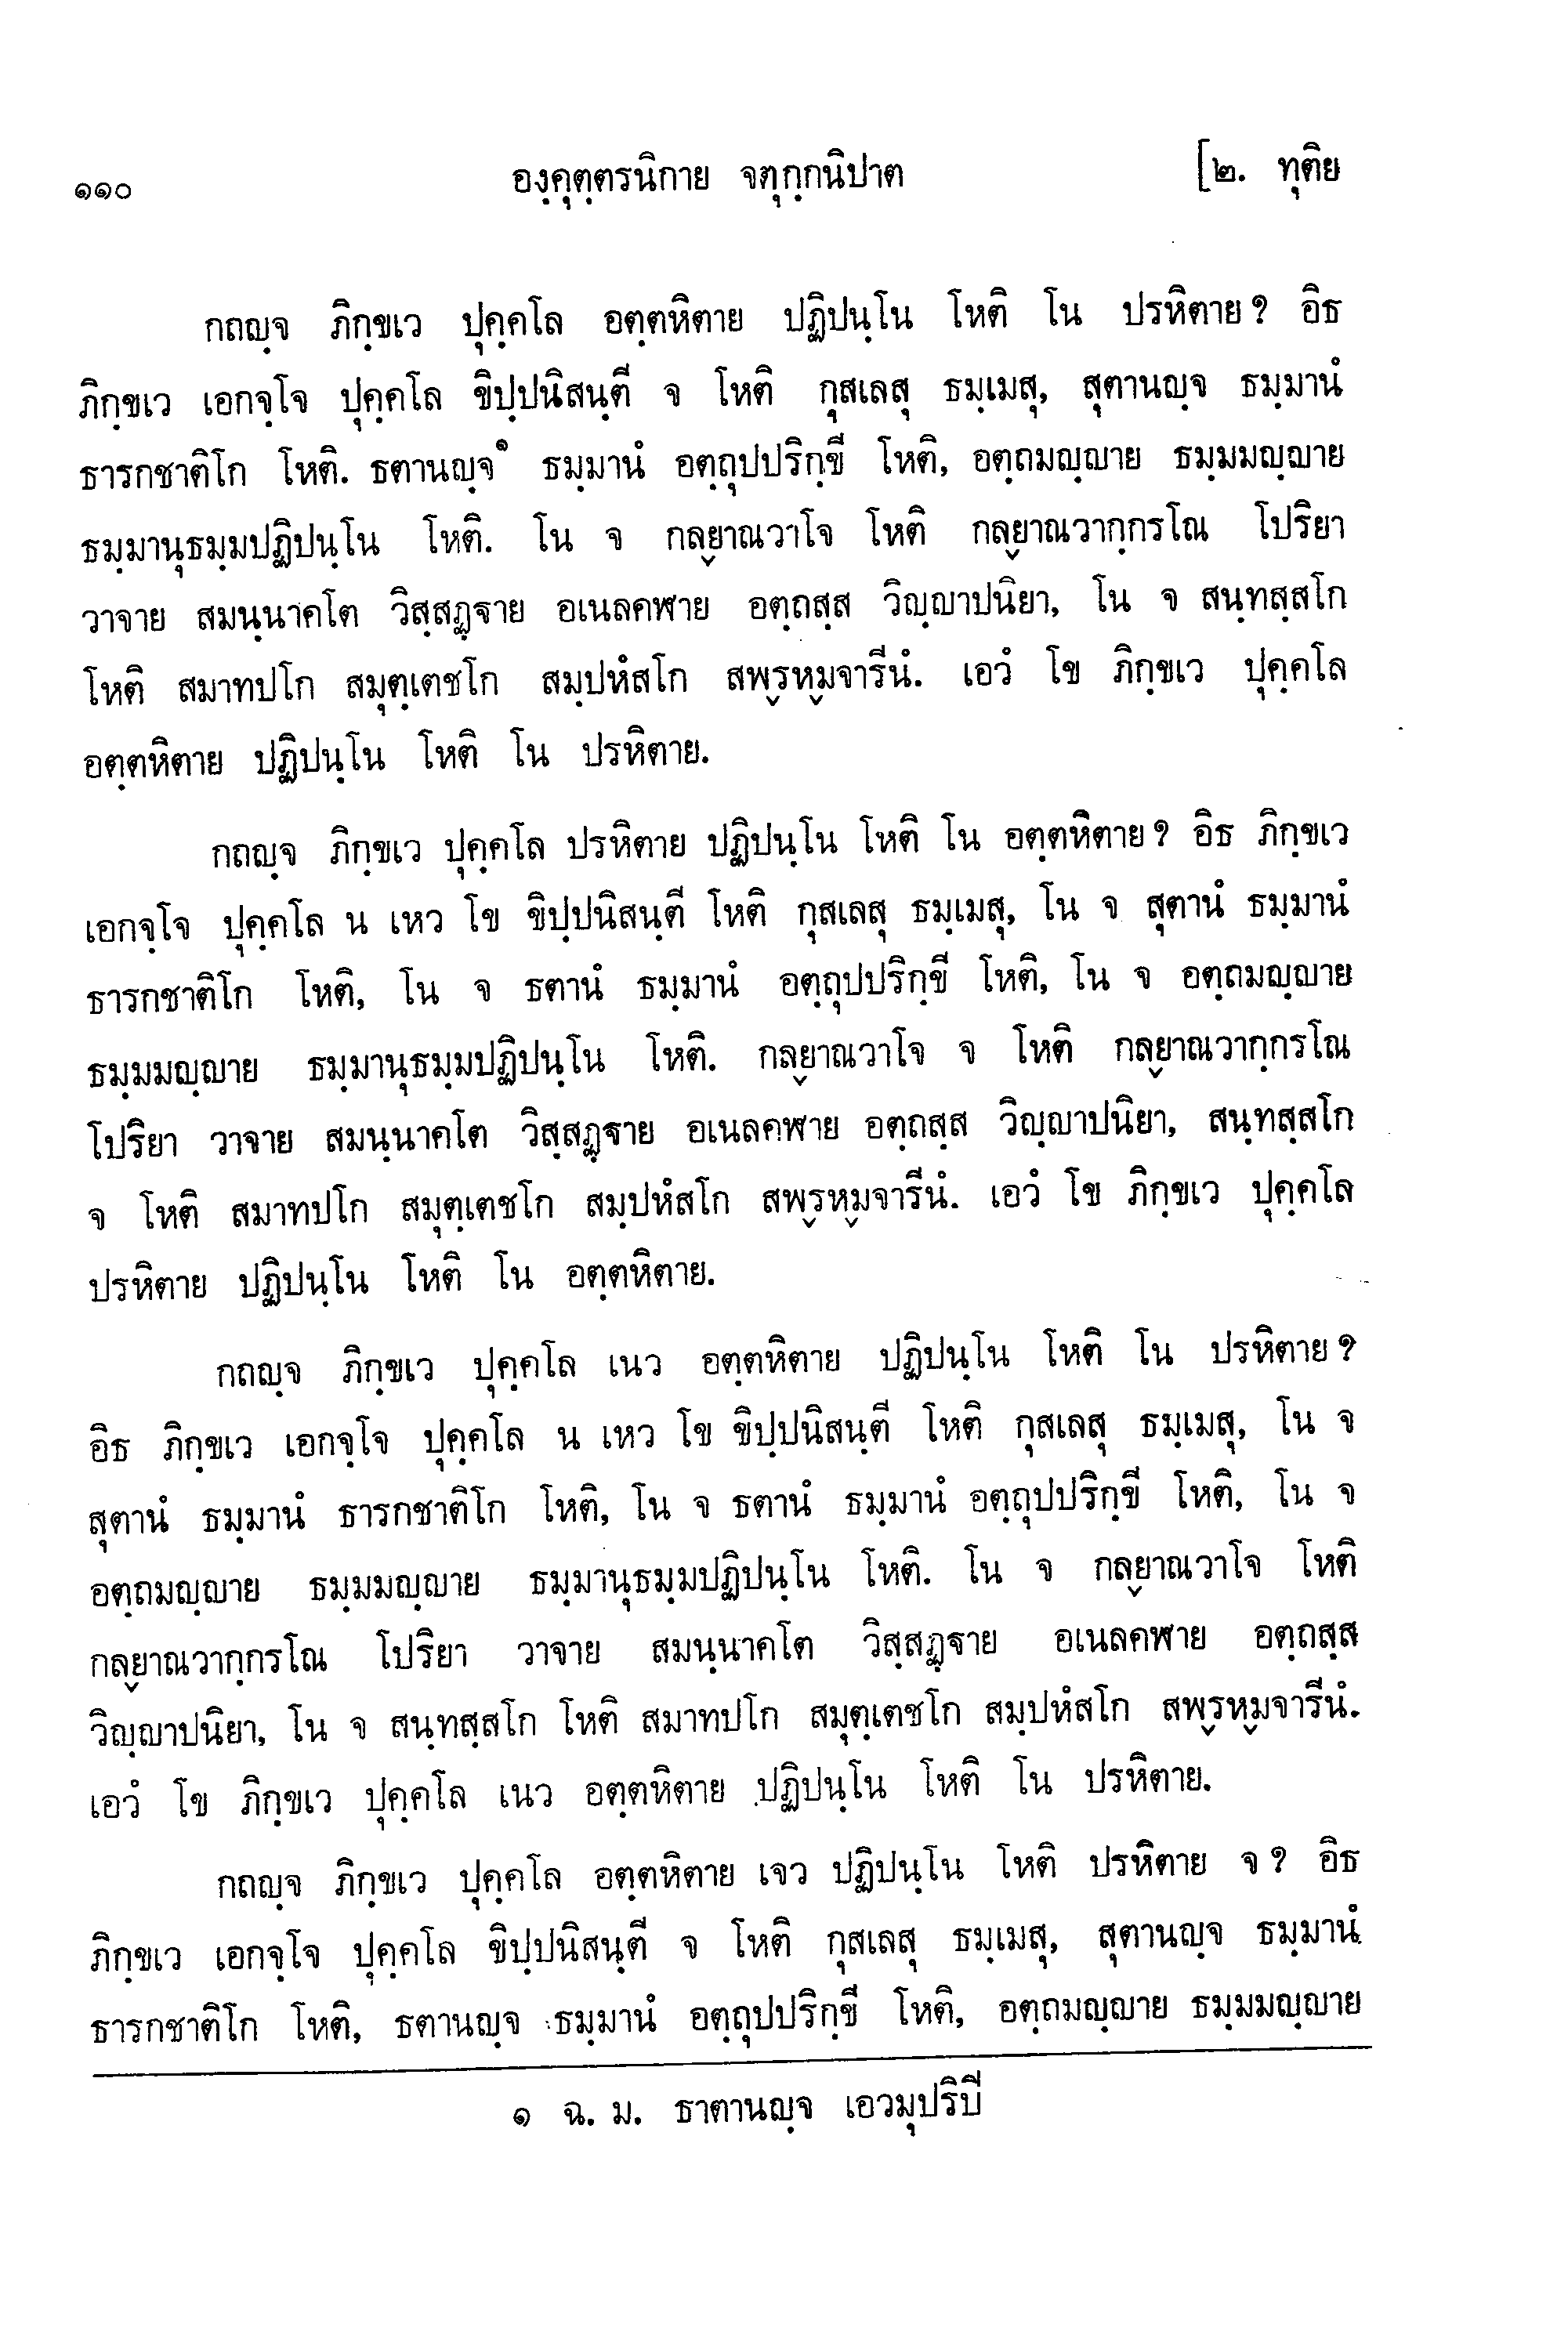 ๑๑๐ องฺคุตฺตรนิกาย จตุกฺกนิปาต [๒. ทุติย
กถญฺจ ภิกฺขเว ปุคฺคโล อตฺตหิตาย ปฏิปนฺโน โหติ โน ปรหิตาย? อิธ
ภิกฺขเว เอกจฺโจ ปุคฺคโล ขิปฺปนิสนฺตี จ โหติ กุสเลสุ ธมฺเมสุ, สุตานญฺจ ธมฺมานํ
ธารกชาติโก โหติ. ธตานญฺจ๑ ธมฺมานํ อตฺถุปปริกฺขี โหติ, อตฺถมญฺญาย ธมฺมมญฺญาย
ธมฺมานุธมฺมปฏิปนฺโน โหติ. โน จ กลฺยาณวาโจ โหติ กลฺยาณวากฺกรโณ โปริยา
วาจาย สมนฺนาคโต วิสฺสฏฺฐาย อเนลคฬาย อตฺถสฺส วิญฺญาปนิยา, โน จ สนฺทสฺสโก
โหติ สมาทปโก สมุตฺเตชโก สมฺปหํสโก สพฺรหฺมจารีนํ. เอวํ โข ภิกฺขเว ปุคฺคโล
อตฺตหิตาย ปฏิปนฺโน โหติ โน ปรหิตาย.
กถญฺจ ภิกฺขเว ปุคฺคโล ปรหิตาย ปฏิปนฺโน โหติ โน อตฺตหิตาย? อิธ ภิกฺขเว
เอกจฺโจ ปุคฺคโล น เหว โข ขิปฺปนิสนฺตี โหติ กุสเลสุ ธมฺเมสุ, โน จ สุตานํ ธมฺมานํ
ธารกชาติโก โหติ, โน จ ธตานํ ธมฺมานํ อตฺถุปปริกฺขี โหติ, โน จ อตฺถมญฺญาย
ธมฺมมญฺญาย ธมฺมานุธมฺมปฏิปนฺโน โหติ. กลฺยาณวาโจ จ โหติ กลฺยาณวากฺกรโณ
โปริยา วาจาย สมนฺนาคโต วิสฺสฏฺฐาย อเนลคฬาย อตฺถสฺส วิญฺญาปนิยา, สนฺทสฺสโก
จ โหติ สมาทปโก สมุตฺเตชโก สมฺปหํสโก สพฺรหฺมจารีนํ. เอวํ โข ภิกฺขเว ปุคฺคโล
ปรหิตาย ปฏิปนฺโน โหติ โน อตฺตหิตาย.
กถญฺจ ภิกฺขเว ปุคฺคโล เนว อตฺตหิตาย ปฏิปนฺโน โหติ โน ปรหิตาย?
อิธ ภิกฺขเว เอกจฺโจ ปุคฺคโล น เหว โข ขิปฺปนิสนฺตี โหติ กุสเลสุ ธมฺเมสุ, โน จ
สุตานํ ธมฺมานํ ธารกชาติโก โหติ, โน จ ธตานํ ธมฺมานํ อตฺถุปปริกฺขี โหติ, โน จ
อตฺถมญฺญาย ธมฺมมญฺญาย ธมฺมานุธมฺมปฏิปนฺโน โหติ. โน จ กลฺยาณวาโจ โหติ
กลฺยาณวากฺกรโณ โปริยา วาจาย สมนฺนาคโต วิสฺสฏฺฐาย อเนลคฬาย อตฺถสฺส
วิญฺญาปนิยา, โน จ สนฺทสฺสโก โหติ สมาทปโก สมุตฺเตชโก สมฺปหํสโก สพฺรหฺมจารีนํ.
เอวํ โข ภิกฺขเว ปุคฺคโล เนว อตฺตหิตาย ปฏิปนฺโน โหติ โน ปรหิตาย.
กถญฺจ ภิกฺขเว ปุคฺคโล อตฺตหิตาย เจว ปฏิปนฺโน โหติ ปรหิตาย จ? อิธ
ภิกฺขเว เอกจฺโจ ปุคฺคโล ขิปฺปนิสนฺตี จ โหติ กุสเลสุ ธมฺเมสุ, สุตานญฺจ ธมฺมานํ
ธารกชาติโก โหติ, ธตานญฺจ ธมฺมานํ อตฺถุปปริกฺขี โหติ, อตฺถมญฺญาย ธมฺมมญฺญาย
๑ ฉ. ม. ธาตานญฺจ เอวมุปริปิ